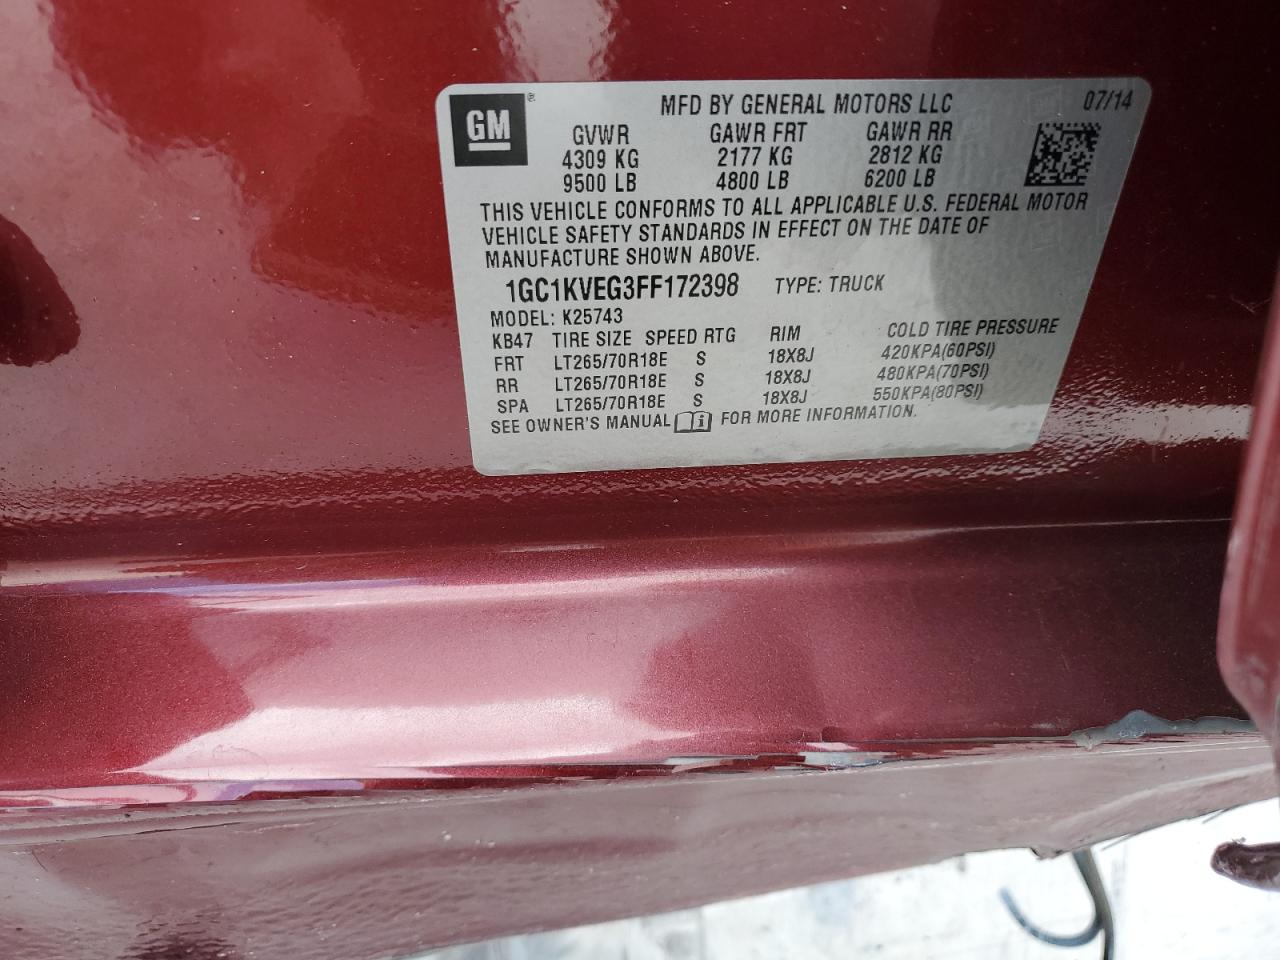 GM ® MFD BY GENERAL MOTORS LLC 07/14
GVWR GAWR FRT GAWR RR
4309 KG 2177 KG 2812 KG
9500 LB 4800 LB 6200 LB
THIS VEHICLE CONFORMS TO ALL APPLICABLE U.S. FEDERAL MOTOR
VEHICLE SAFETY STANDARDS IN EFFECT ON THE DATE OF
MANUFACTURE SHOWN ABOVE.
1GC1KVEG3FF172398 TYPE: TRUCK
MODEL: K25743
KB47 TIRE SIZE SPEED RTG RIM COLD TIRE PRESSURE
FRT LT265/70R18E S 18X8J 420KPA(60PSI)
RR LT265/70R18E S 18X8J 480KPA(70PSI)
SPA LT265/70R18E S 18X8J 550KPA(80PSI)
SEE OWNER'S MANUAL i FOR MORE INFORMATION.